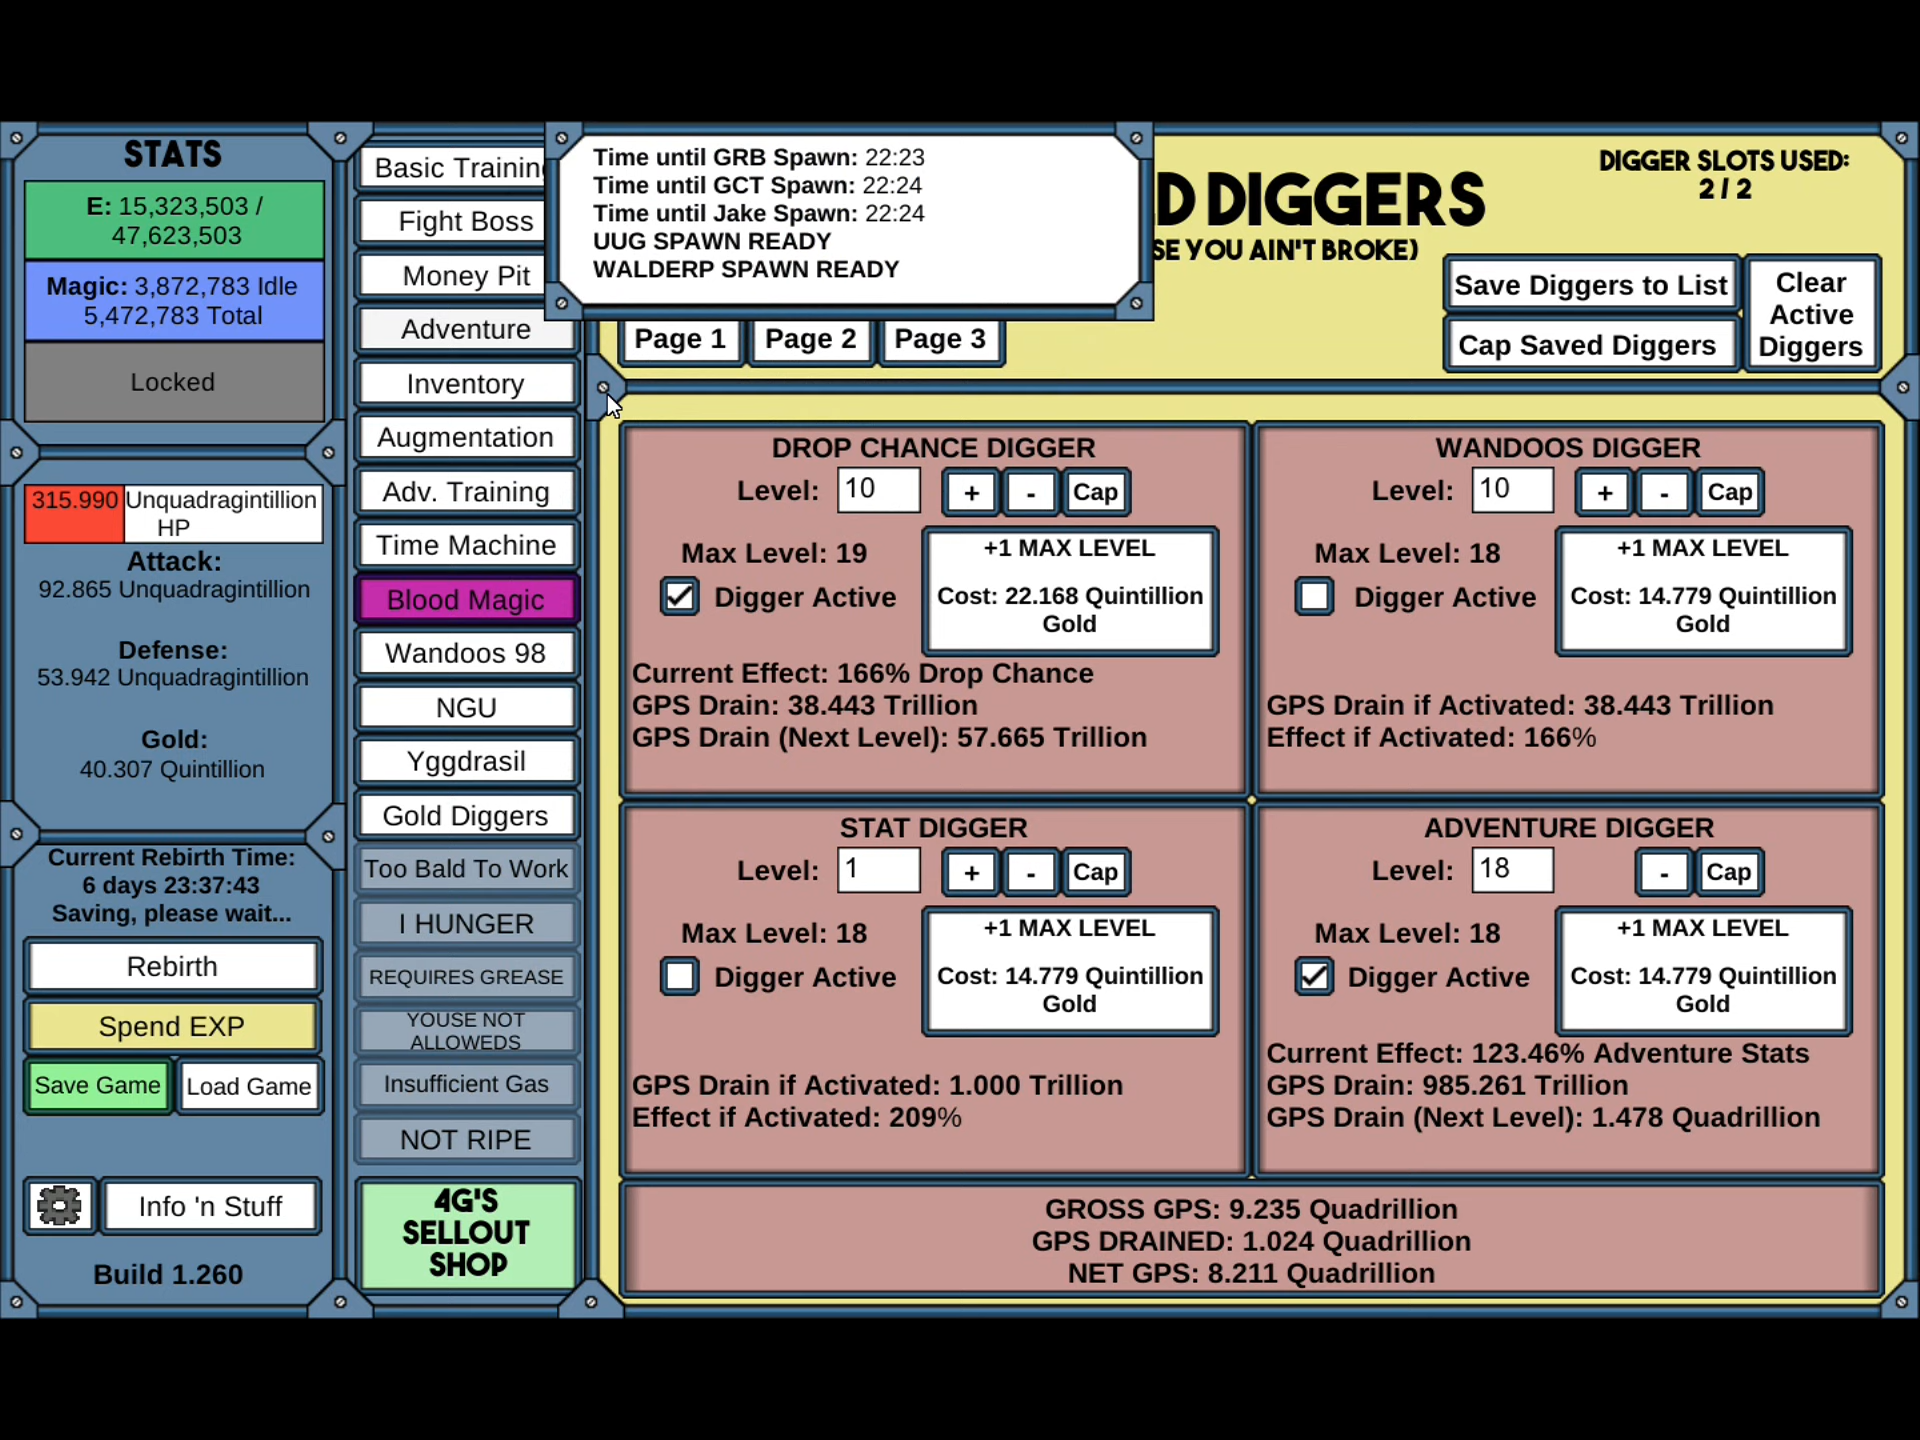 STATS
E: 15,323,503 /
47,623,503
Magic: 3,872,783 Idle
5,472,783 Total
Locked
315.990 Unquadragintillion
HP
Attack:
92.865 Unquadragintillion
Defense:
53.942 Unquadragintillion
Gold:
40.307 Quintillion
Current Rebirth Time:
6 days 23:37:43
Saving, please wait...
Rebirth
Spend EXP
Save Game
Load Game
Info 'n Stuff
Build 1.260
Basic Training
Fight Boss
Money Pit
Adventure
Inventory
Augmentation
Adv. Training
Time Machine
Blood Magic
Wandoos 98
NGU
Yggdrasil
Gold Diggers
Too Bald To Work
I HUNGER
REQUIRES GREASE
YOUSE NOT
ALLOWEDS
Insufficient Gas
NOT RIPE
4G'S
SELLOUT
SHOP
Time until GRB Spawn: 22:23
Time until GCT Spawn: 22:24
Time until Jake Spawn: 22:24
UUG SPAWN READY
WALDERP SPAWN READY
D DIGGERS
SE YOU AIN'T BROKE)
DIGGER SLOTS USED:
2 / 2
Save Diggers to List
Cap Saved Diggers
Clear
Active
Diggers
Page 1
Page 2
Page 3
DROP CHANCE DIGGER
Level: 10 + - Cap
Max Level: 19
Digger Active
+1 MAX LEVEL
Cost: 22.168 Quintillion
Gold
Current Effect: 166% Drop Chance
GPS Drain: 38.443 Trillion
GPS Drain (Next Level): 57.665 Trillion
WANDOOS DIGGER
Level: 10 + - Cap
Max Level: 18
Digger Active
+1 MAX LEVEL
Cost: 14.779 Quintillion
Gold
GPS Drain if Activated: 38.443 Trillion
Effect if Activated: 166%
STAT DIGGER
Level: 1 + - Cap
Max Level: 18
Digger Active
+1 MAX LEVEL
Cost: 14.779 Quintillion
Gold
GPS Drain if Activated: 1.000 Trillion
Effect if Activated: 209%
ADVENTURE DIGGER
Level: 18 - Cap
Max Level: 18
Digger Active
+1 MAX LEVEL
Cost: 14.779 Quintillion
Gold
Current Effect: 123.46% Adventure Stats
GPS Drain: 985.261 Trillion
GPS Drain (Next Level): 1.478 Quadrillion
GROSS GPS: 9.235 Quadrillion
GPS DRAINED: 1.024 Quadrillion
NET GPS: 8.211 Quadrillion